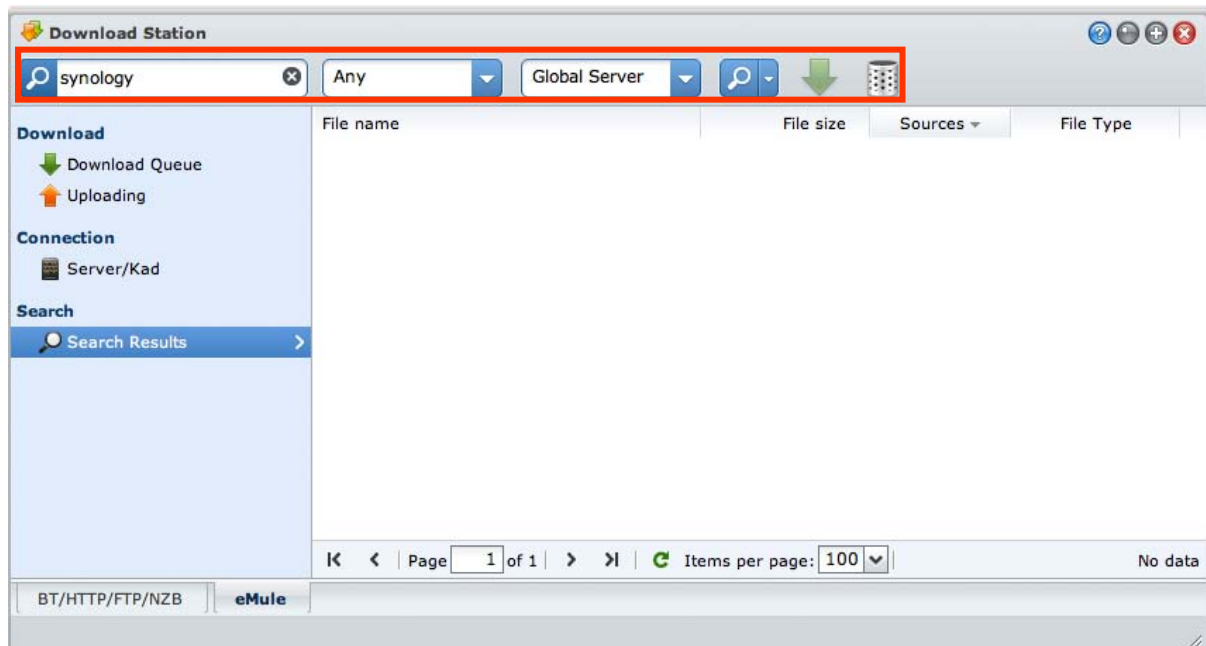 Download Station
synology Any Global Server
Download
Download Queue
Uploading
Connection
Server/Kad
Search
Search Results
File name File size Sources File Type
Page 1 of 1 Items per page: 100 No data
BT/HTTP/FTP/NZB eMule